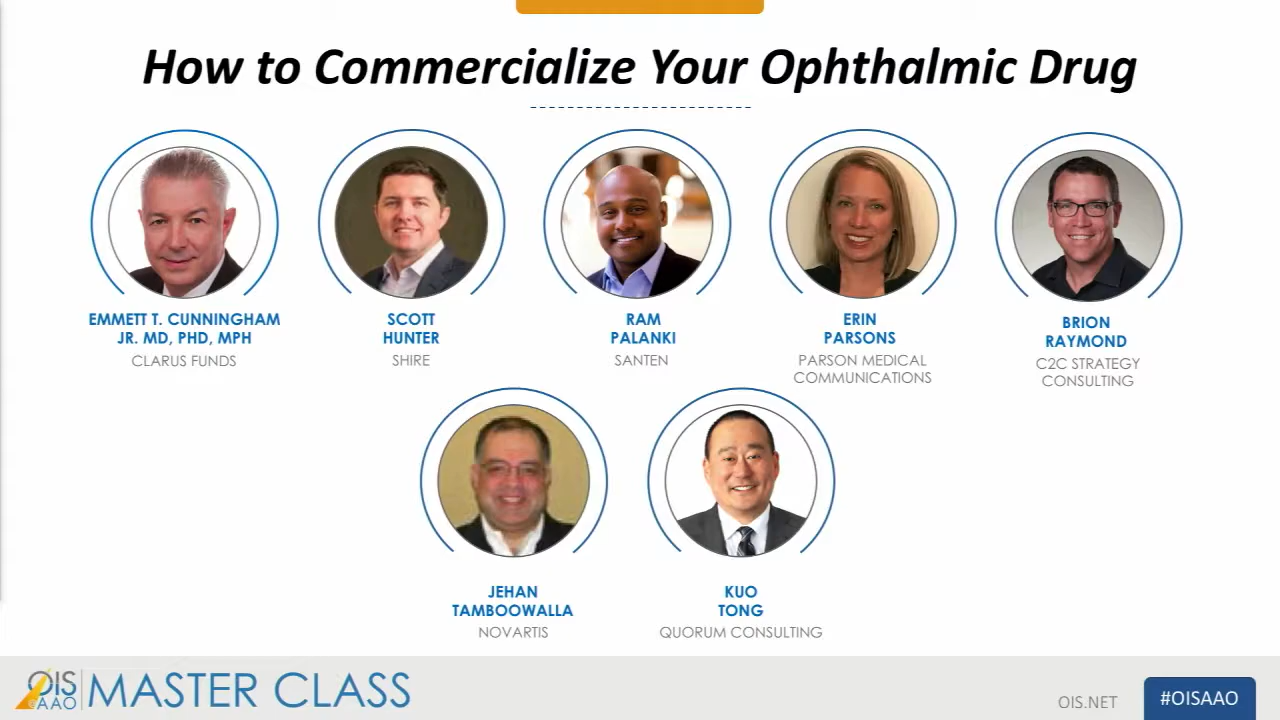 How to Commercialize Your Ophthalmic Drug
EMMETT T. CUNNINGHAM
JR. MD, PHD, MPH
CLARUS FUNDS
SCOTT
HUNTER
SHIRE
RAM
PALANKI
SANTEN
ERIN
PARSONS
PARSON MEDICAL
COMMUNICATIONS
BRION
RAYMOND
C2C STRATEGY
CONSULTING
JEHAN
TAMBOOWALLA
NOVARTIS
KUO
TONG
QUORUM CONSULTING
OIS
@AAO
MASTER CLASS
OIS.NET
#OISAAO